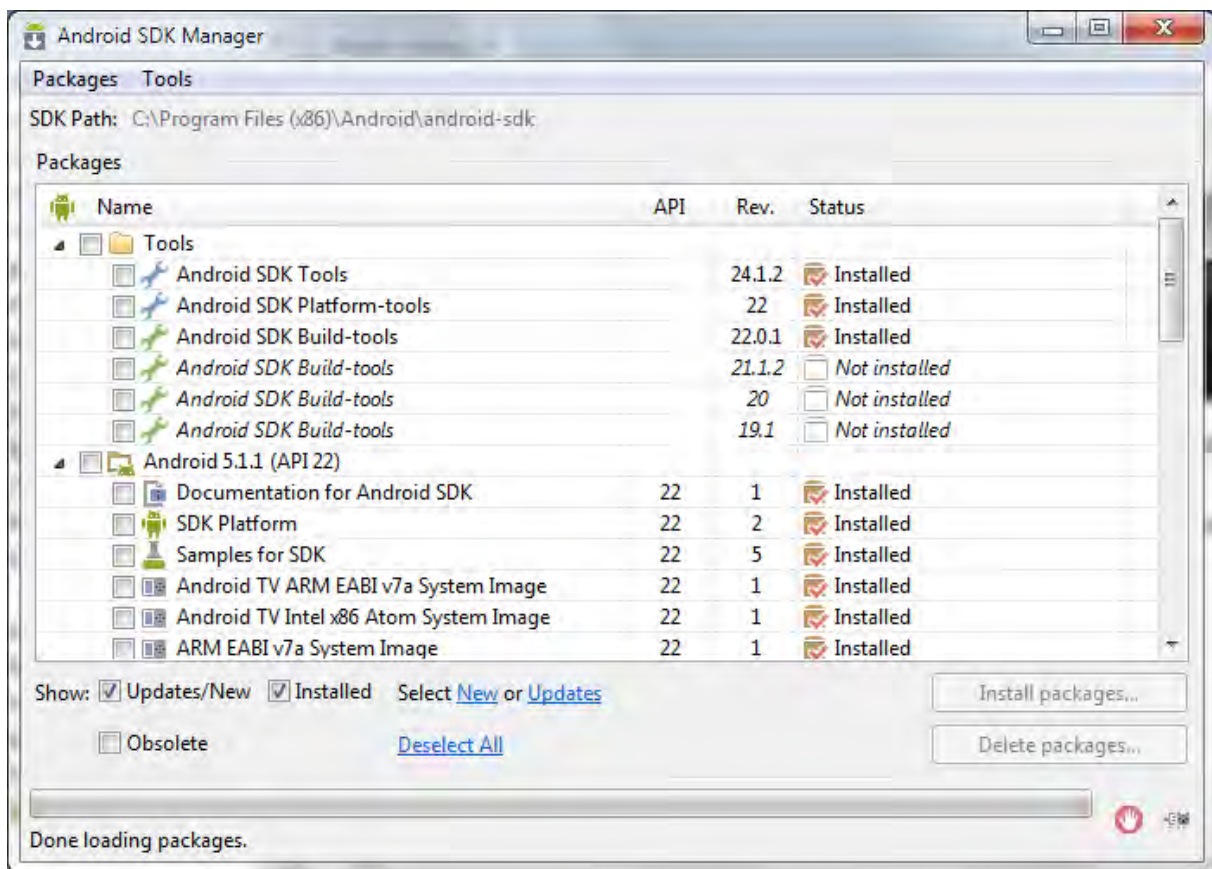 Android SDK Manager
Packages Tools
SDK Path: C:\Program Files (x86)\Android\android-sdk
Packages
Name API Rev. Status
Tools
Android SDK Tools 24.1.2 Installed
Android SDK Platform-tools 22 Installed
Android SDK Build-tools 22.0.1 Installed
Android SDK Build-tools 21.1.2 Not installed
Android SDK Build-tools 20 Not installed
Android SDK Build-tools 19.1 Not installed
Android 5.1.1 (API 22)
Documentation for Android SDK 22 1 Installed
SDK Platform 22 2 Installed
Samples for SDK 22 5 Installed
Android TV ARM EABI v7a System Image 22 1 Installed
Android TV Intel x86 Atom System Image 22 1 Installed
ARM EABI v7a System Image 22 1 Installed
Show: Updates/New Installed Select New or Updates Install packages...
Obsolete Deselect All Delete packages...
Done loading packages.